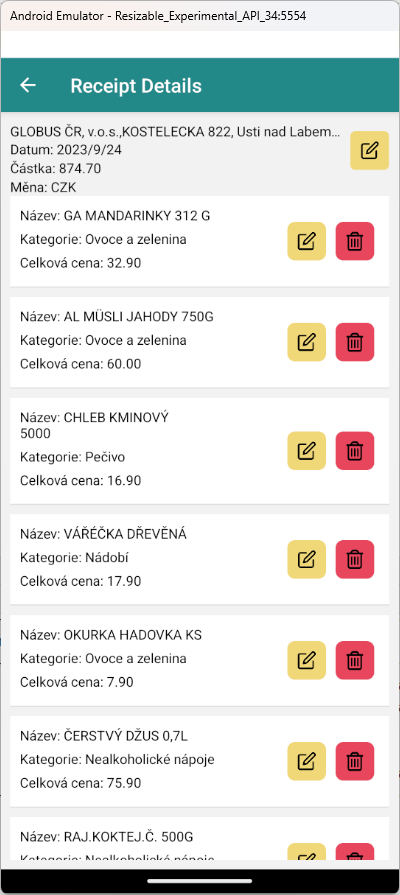 Android Emulator - Resizable_Experimental_API_34:5554
Receipt Details
GLOBUS ČR, v.o.s.,KOSTELECKA 822, Usti nad Labem...
Datum: 2023/9/24
Částka: 874.70
Měna: CZK
Název: GA MANDARINKY 312 G
Kategorie: Ovoce a zelenina
Celková cena: 32.90
Název: AL MÜSLI JAHODY 750G
Kategorie: Ovoce a zelenina
Celková cena: 60.00
Název: CHLEB KMINOVÝ
5000
Kategorie: Pečivo
Celková cena: 16.90
Název: VÁŘÉČKA DŘEVĚNÁ
Kategorie: Nádobí
Celková cena: 17.90
Název: OKURKA HADOVKA KS
Kategorie: Ovoce a zelenina
Celková cena: 7.90
Název: ČERSTVÝ DŽUS 0,7L
Kategorie: Nealkoholické nápoje
Celková cena: 75.90
Název: RAJ.KOKTEJ.Č. 500G
Kategorie: Nealkoholické nápoje